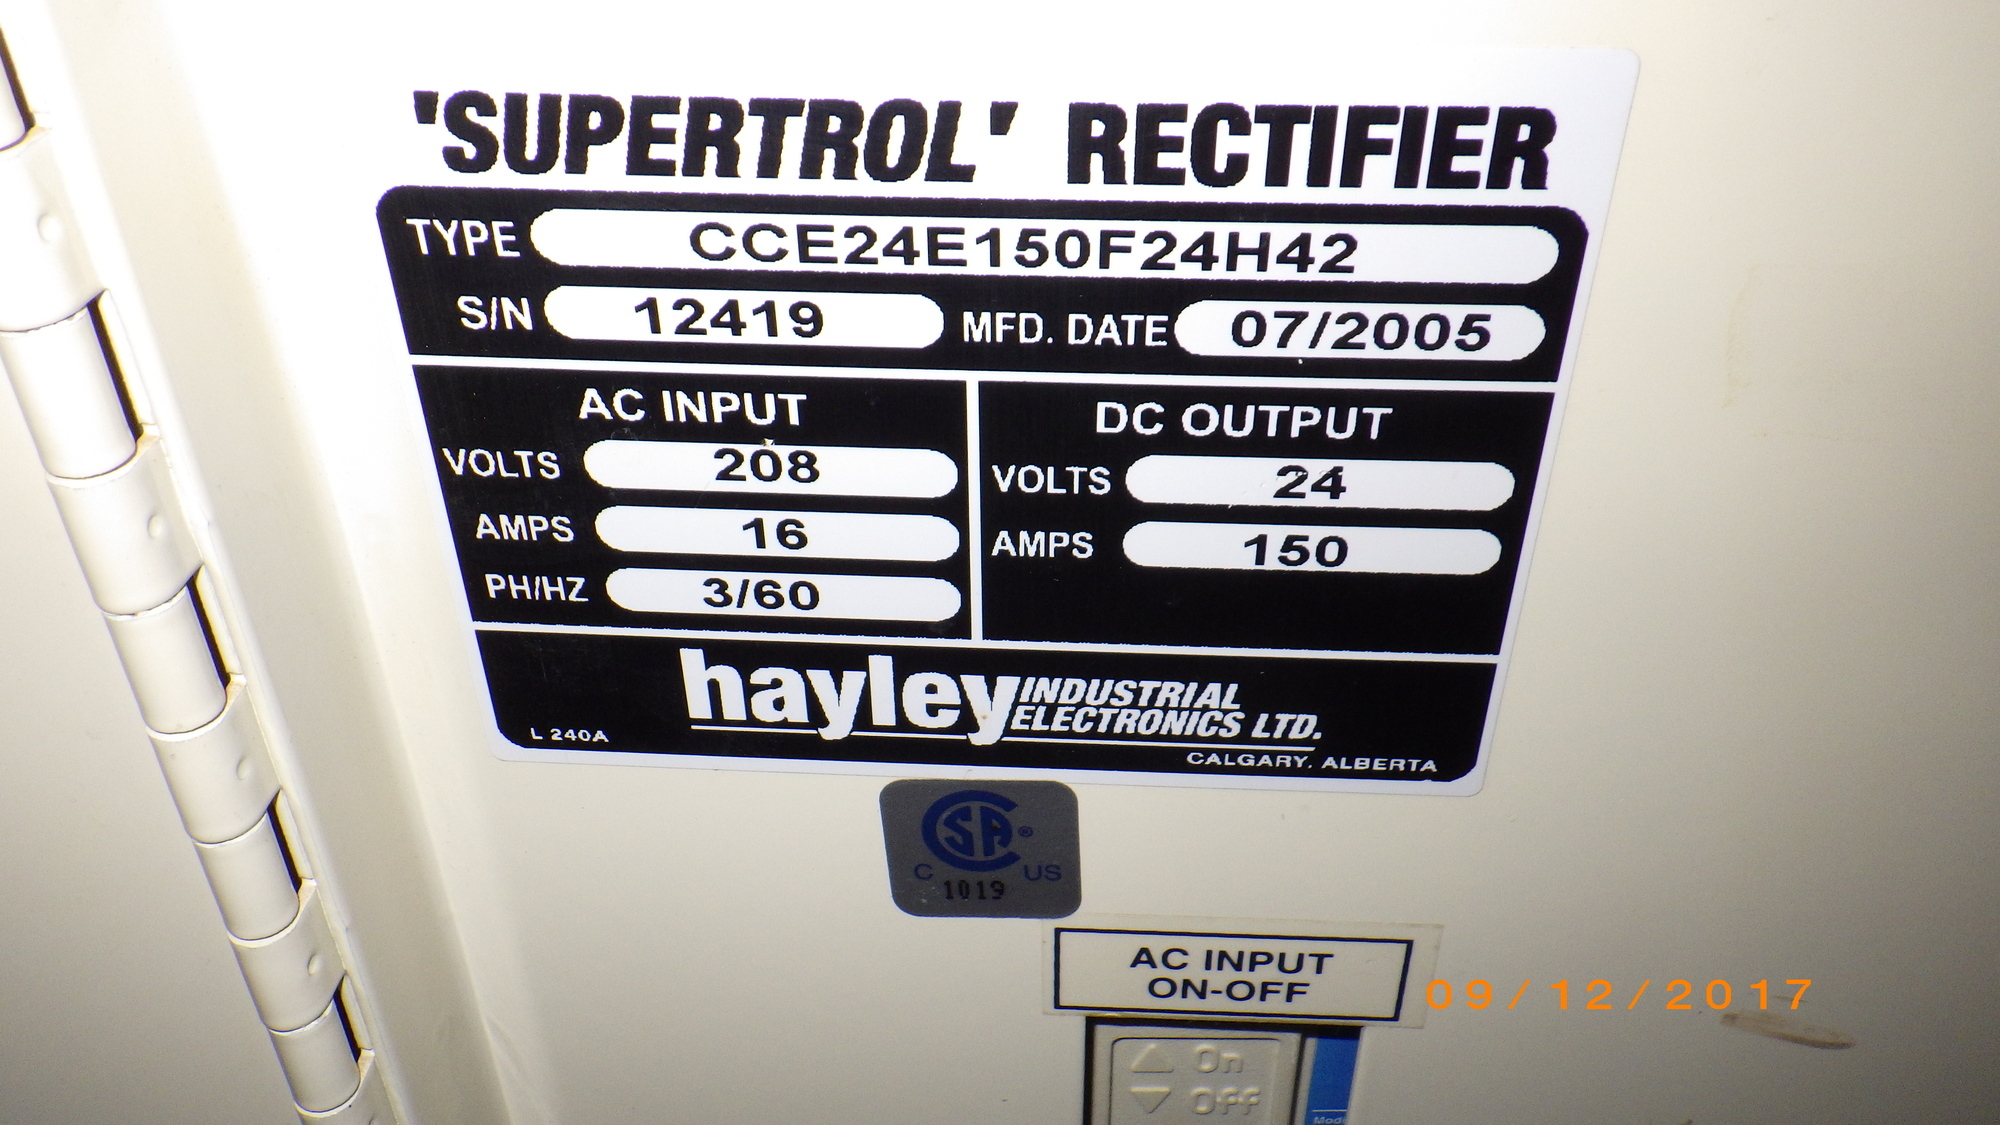 'SUPERTROL' RECTIFIER
TYPE CCE24E150F24H42
S/N 12419 MFD. DATE 07/2005
AC INPUT
VOLTS 208
AMPS 16
PH/HZ 3/60
DC OUTPUT
VOLTS 24
AMPS 150
hayley INDUSTRIAL
ELECTRONICS LTD.
L 240A
CALGARY, ALBERTA
CSA ®
C US
1019
AC INPUT
ON-OFF
09/12/2017
On
Off